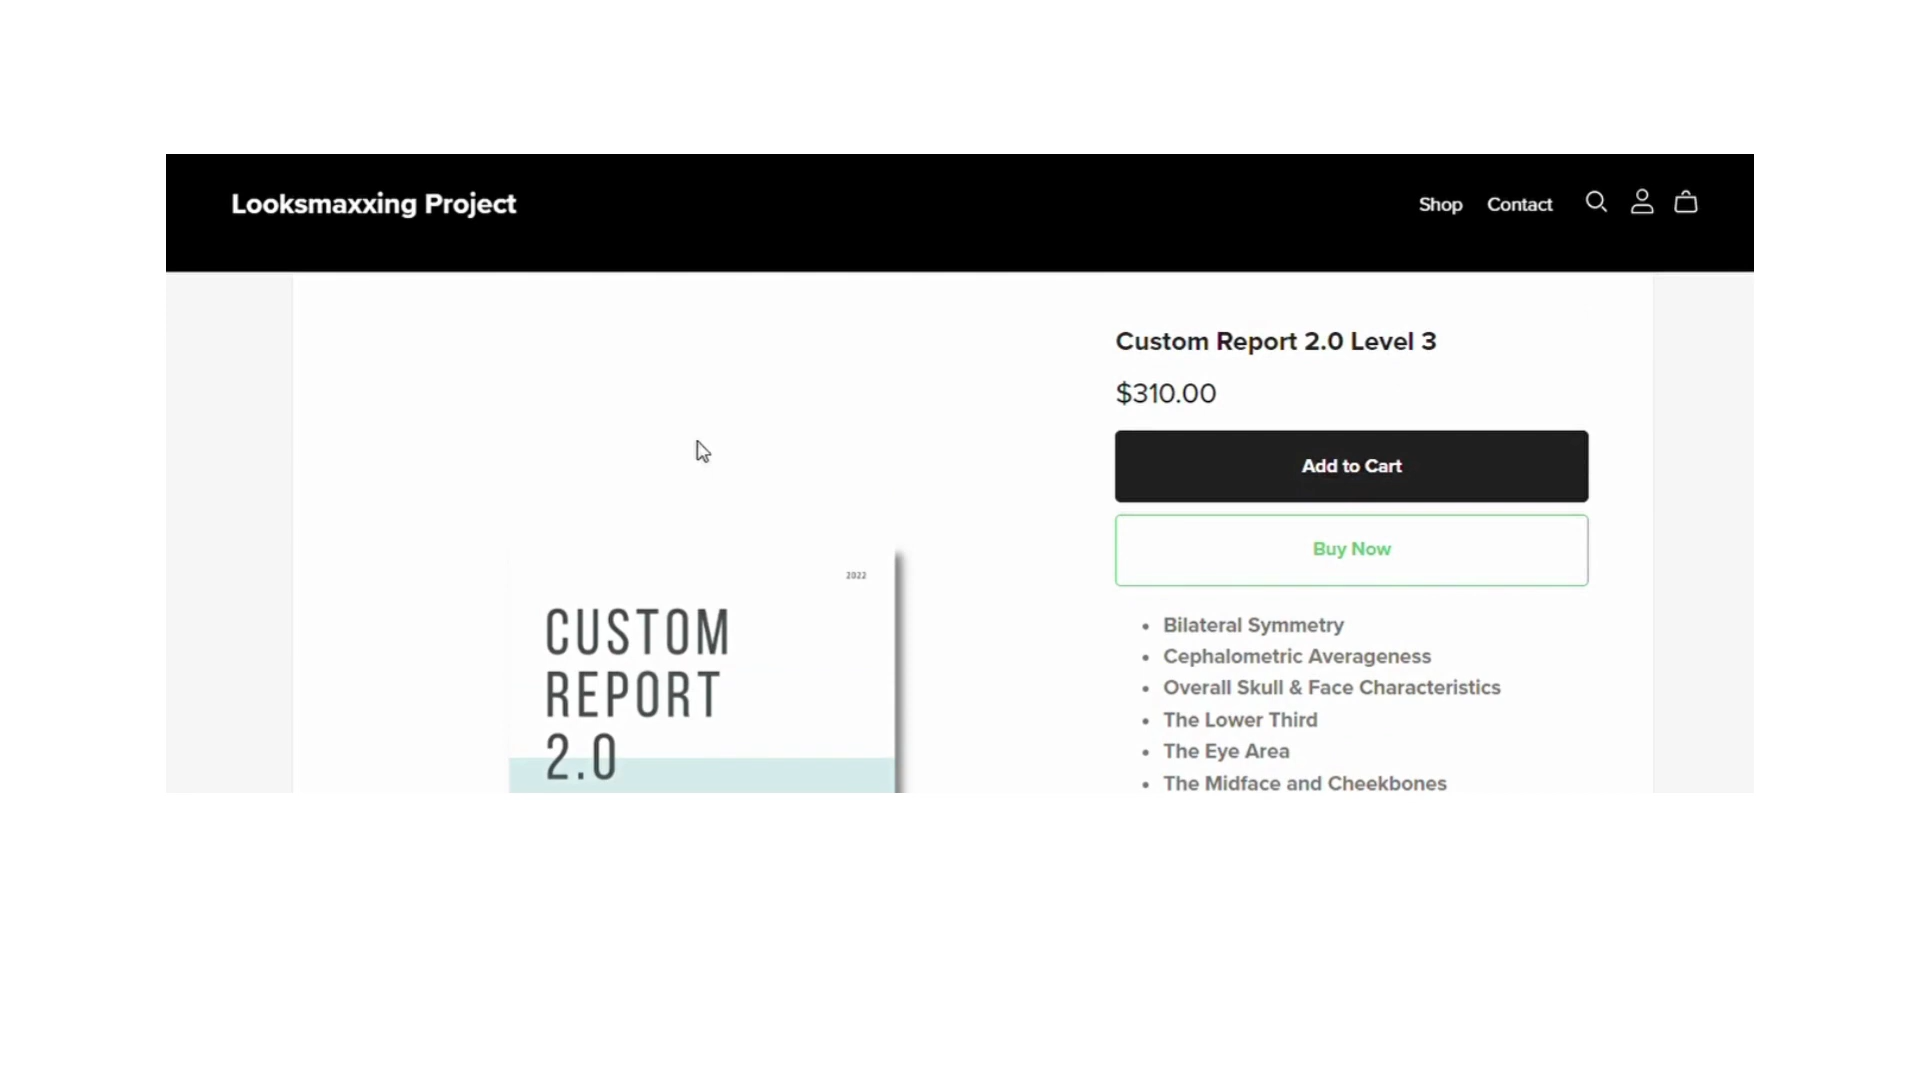 Looksmaxxing Project
Shop
Contact
Custom Report 2.0 Level 3
$310.00
Add to Cart
Buy Now
• Bilateral Symmetry
• Cephalometric Averageness
• Overall Skull & Face Characteristics
• The Lower Third
• The Eye Area
• The Midface and Cheekbones
2022
CUSTOM
REPORT
2.0